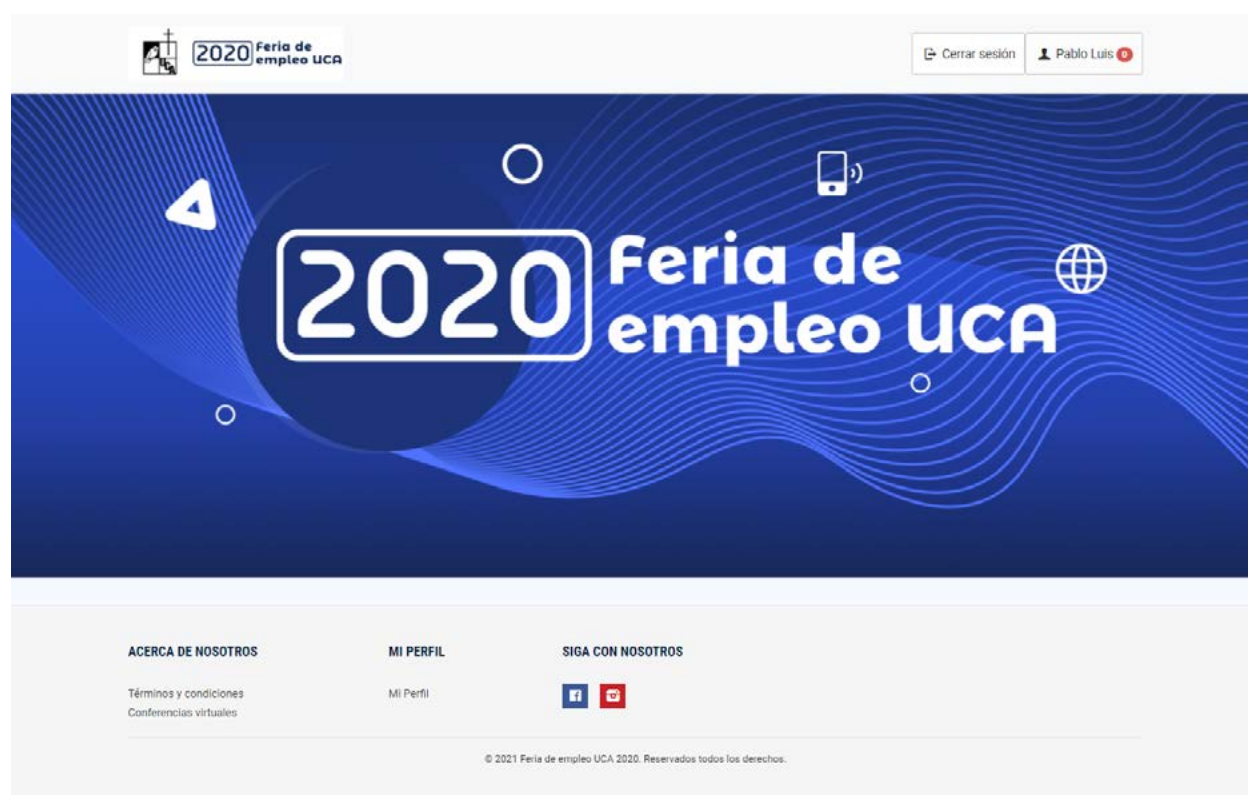 UCA
2020 Feria de
empleo UCA
Cerrar sesión
Pablo Luis 0
2020 Feria de
empleo UCA
ACERCA DE NOSOTROS
MI PERFIL
SIGA CON NOSOTROS
Términos y condiciones
Mi Perfil
Conferencias virtuales
© 2021 Feria de empleo UCA 2020. Reservados todos los derechos.